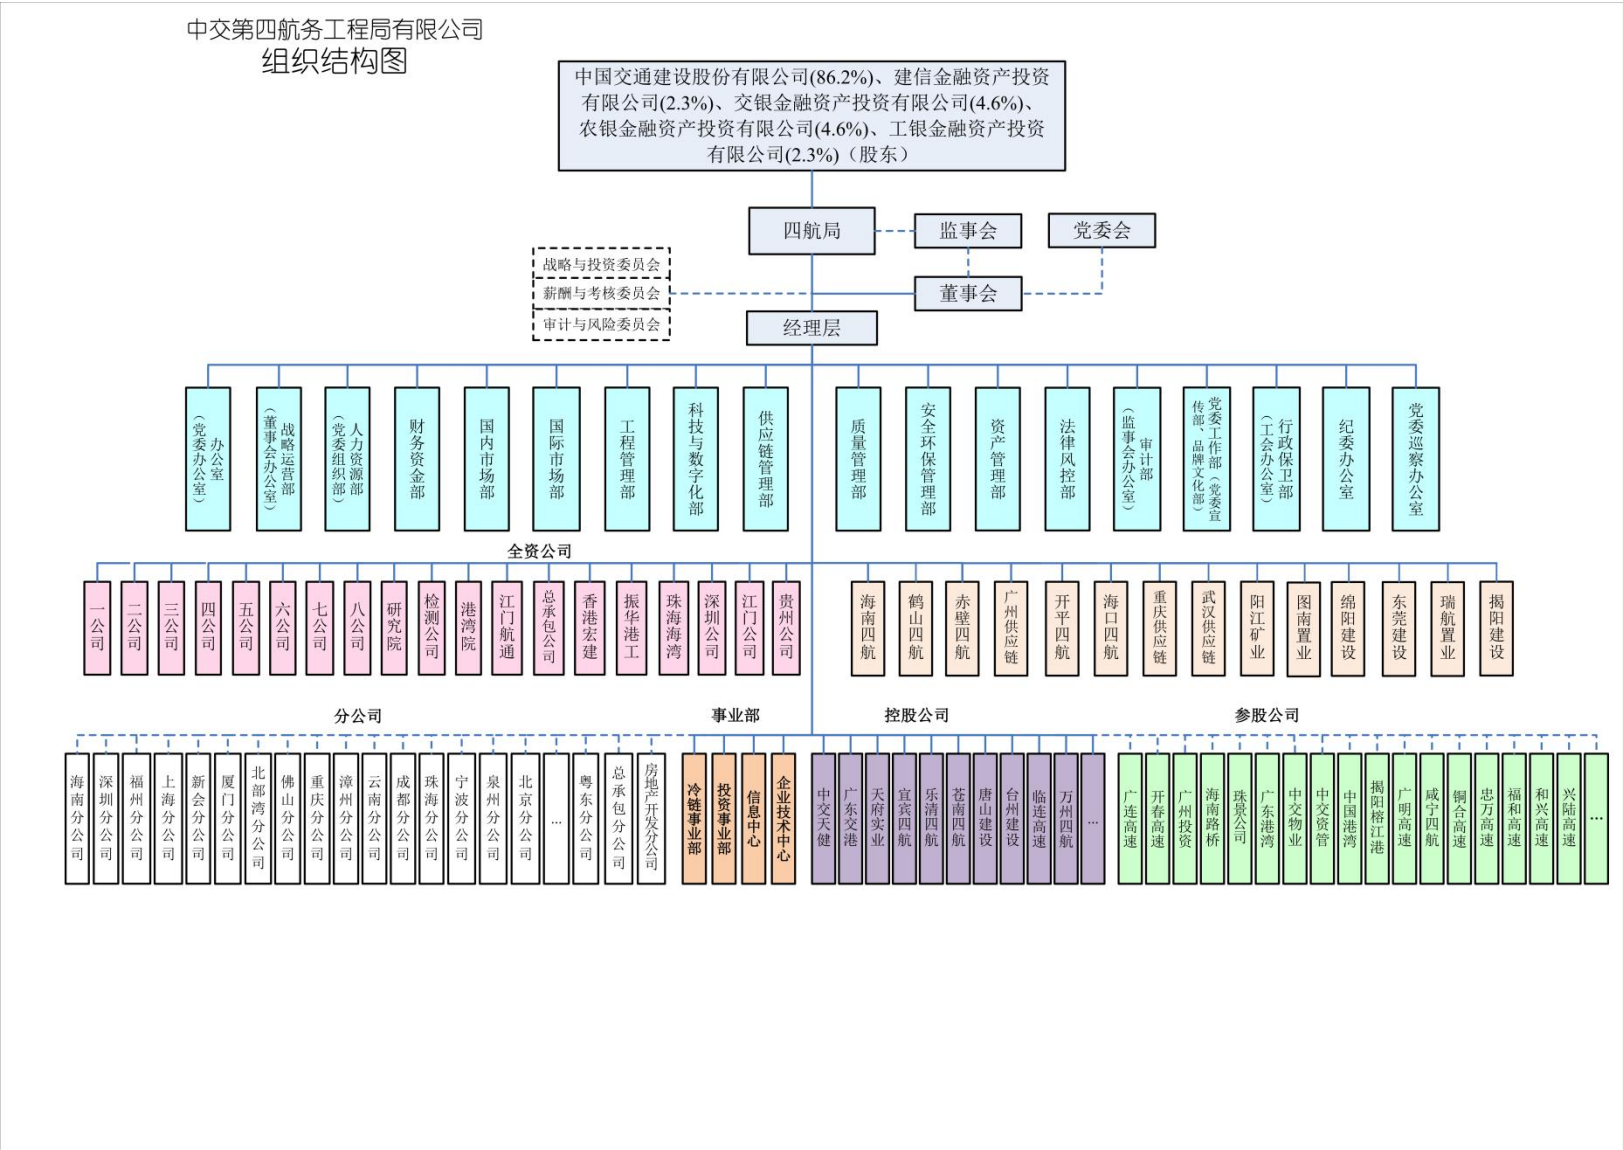 中交第四航务工程局有限公司
组织结构图
中国交通建设股份有限公司(86.2%)、建信金融资产投资
有限公司(2.3%)、交银金融资产投资有限公司(4.6%)、
农银金融资产投资有限公司(4.6%)、工银金融资产投资
有限公司(2.3%)（股东）
四航局
监事会
党委会
战略与投资委员会
薪酬与考核委员会
审计与风险委员会
董事会
经理层
办公室
（党委办公室）
战略运营部
（董事会办公室）
人力资源部
（党委组织部）
财务资金部
国内市场部
国际市场部
工程管理部
科技与数字化部
供应链管理部
质量管理部
安全环保管理部
资产管理部
法律风控部
审计部
（监事会办公室）
党委工作部（党委宣
传部、品牌文化部）
行政保卫部
（工会办公室）
纪委办公室
党委巡察办公室
全资公司
一公司
二公司
三公司
四公司
五公司
六公司
七公司
八公司
研究院
检测公司
港湾院
江门航通
总承包公司
香港宏建
振华港工
珠海海湾
深圳公司
江门公司
贵州公司
海南四航
鹤山四航
赤壁四航
广州供应链
开平四航
海口四航
重庆供应链
武汉供应链
阳江矿业
图南置业
绵阳建设
东莞建设
瑞航置业
揭阳建设
分公司
事业部
控股公司
参股公司
海南分公司
深圳分公司
福州分公司
上海分公司
新会分公司
厦门分公司
北部湾分公司
佛山分公司
重庆分公司
漳州分公司
云南分公司
成都分公司
珠海分公司
宁波分公司
泉州分公司
北京分公司
...
粤东分公司
总承包分公司
房地产开发分公司
冷链事业部
投资事业部
信息中心
企业技术中心
中交天健
广东交港
天府实业
宜宾四航
乐清四航
苍南四航
唐山建设
台州建设
临连高速
万州四航
...
广连高速
开春高速
广州投资
海南路桥
珠景公司
广东港湾
中交物业
中交资管
中国港湾
揭阳榕江港
广明高速
咸宁四航
铜合高速
忠万高速
福和高速
和兴高速
兴陆高速
...